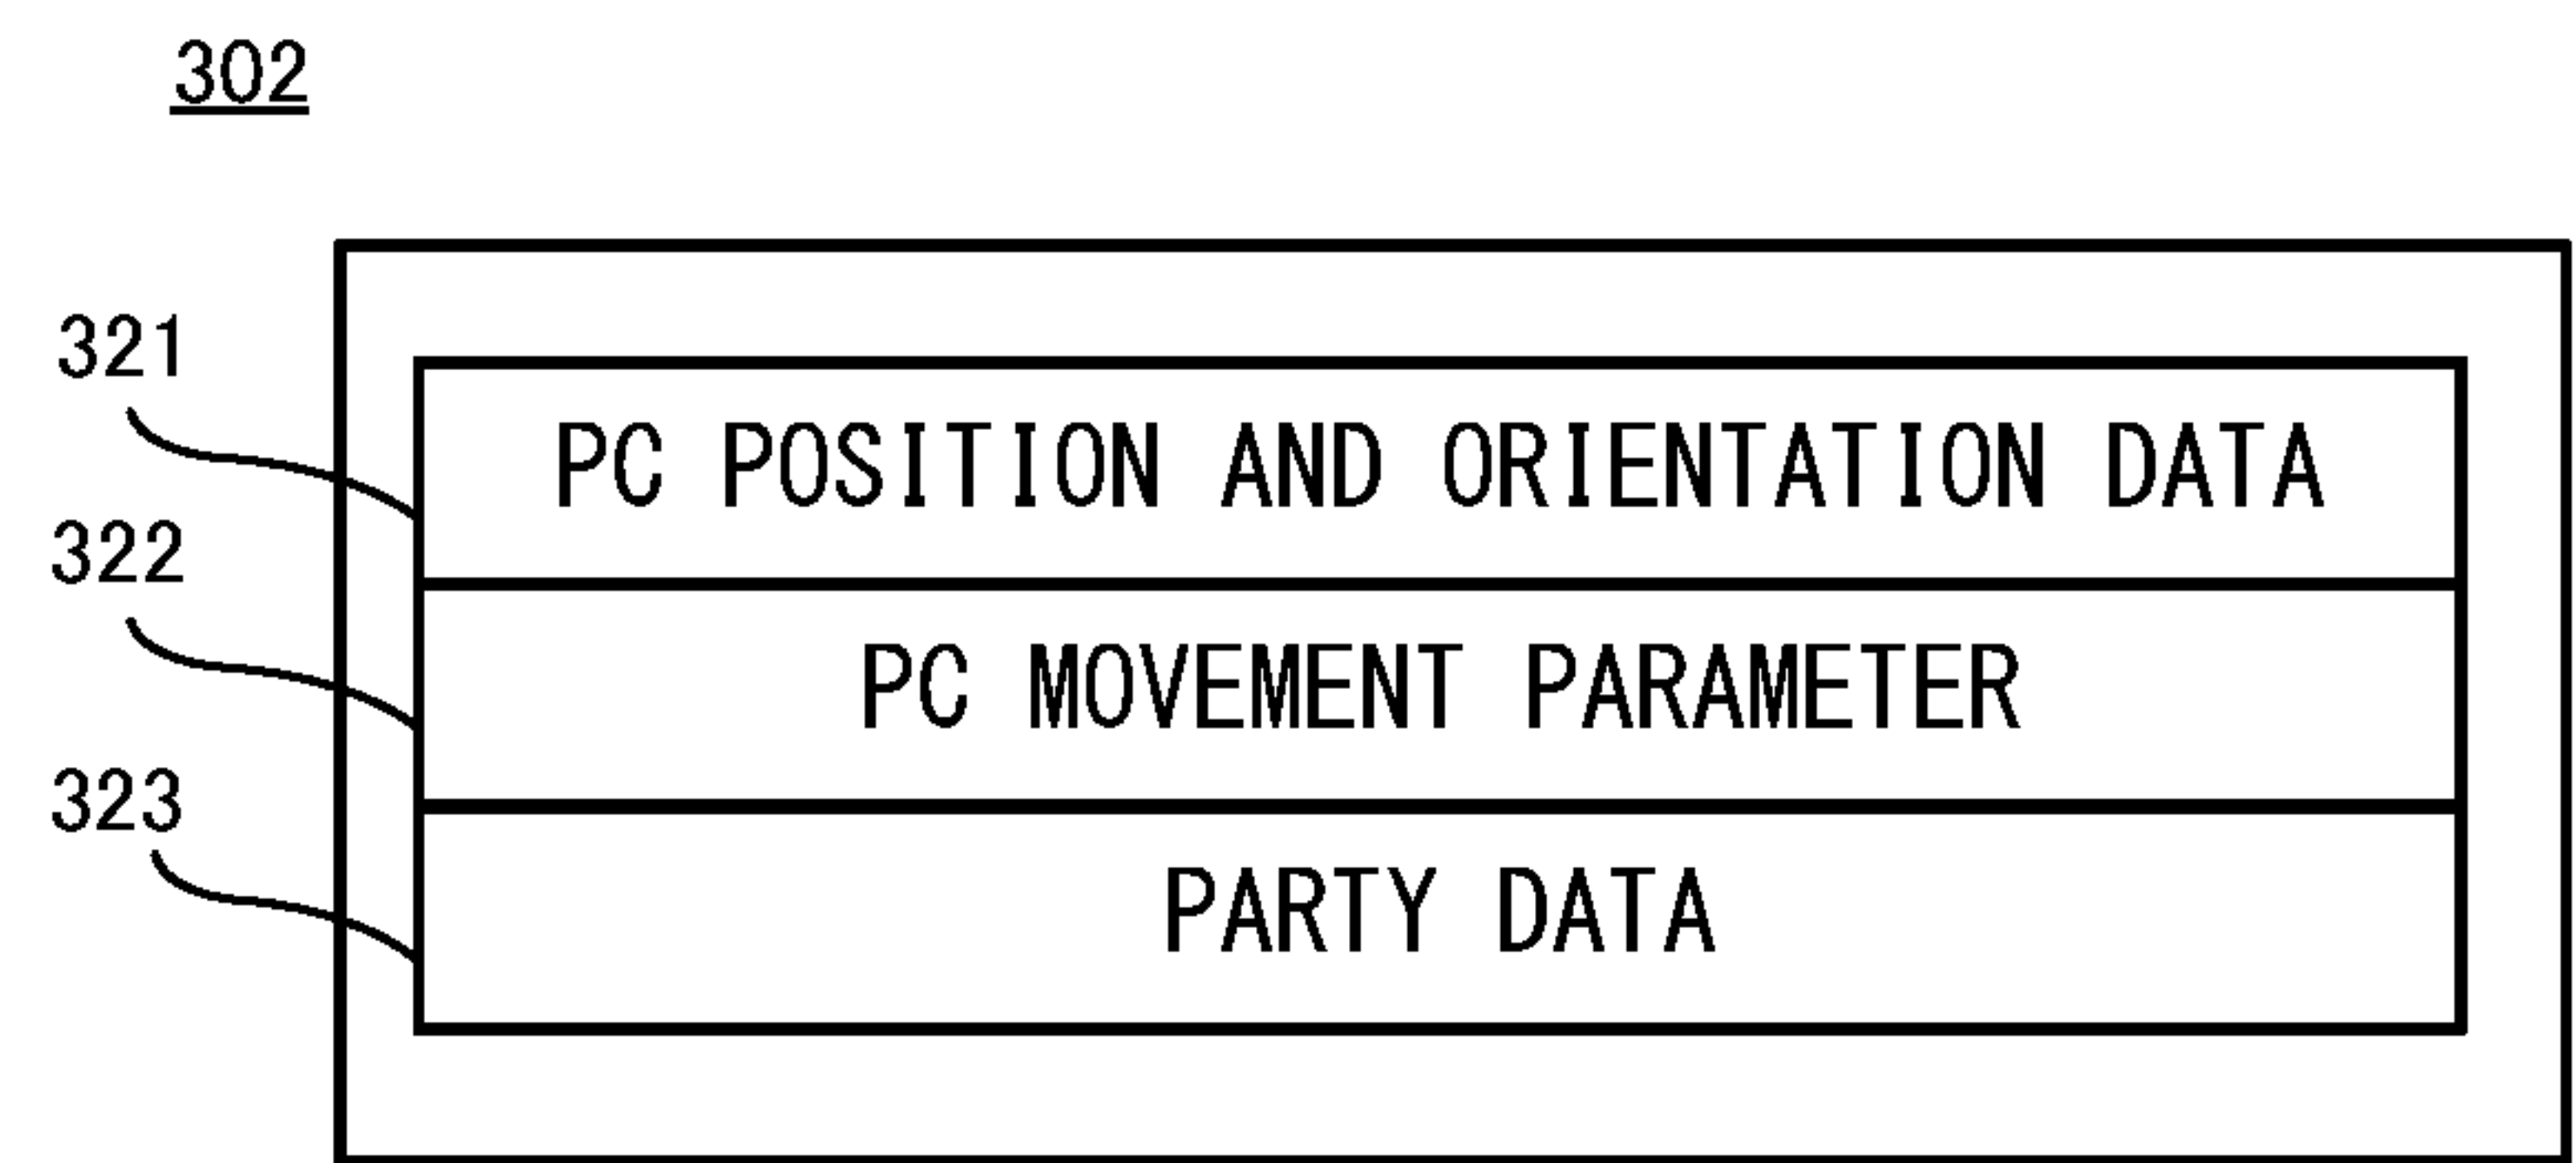 302
321
PC POSITION AND ORIENTATION DATA
322
PC MOVEMENT PARAMETER
323
PARTY DATA